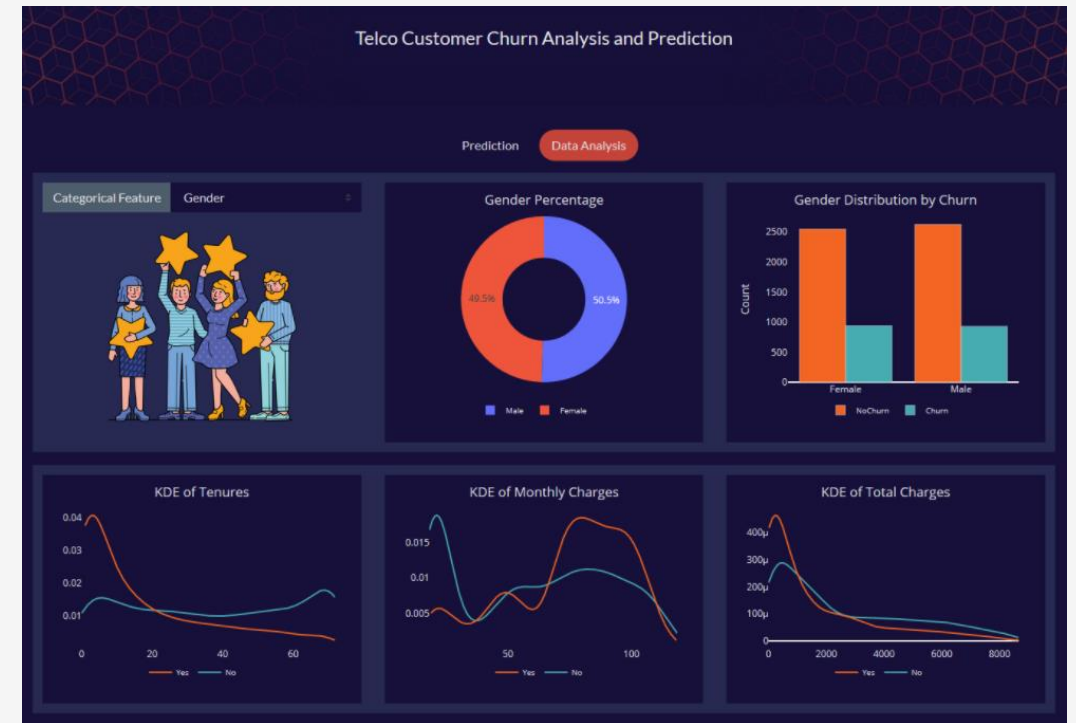 Telco Customer Churn Analysis and Prediction
Prediction Data Analysis
Categorical Feature Gender
Gender Percentage
49.5%
50.5%
Male Female
Gender Distribution by Churn
2500
2000
1500
1000
500
0
Count
Female Male
NoChurn Churn
KDE of Tenures
0.04
0.03
0.02
0.01
0 20 40 60
Yes No
KDE of Monthly Charges
0.015
0.01
0.005
50 100
Yes No
KDE of Total Charges
400μ
300μ
200μ
100μ
0
0 2000 4000 6000 8000
Yes No